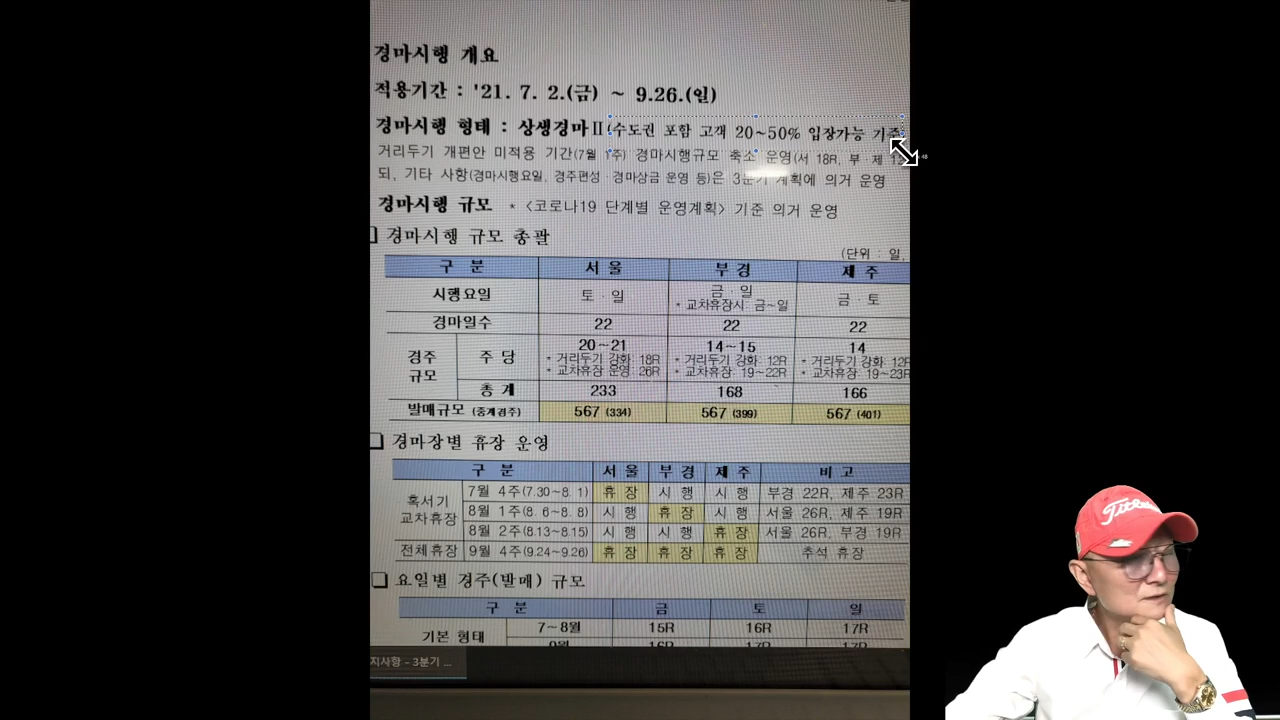 경마시행 개요
적용기간 : '21. 7. 2.(금) ~ 9.26.(일)
경마시행 형태 : 상생경마Ⅱ(수도권 포함 고객 20~50% 입장가능 기준
거리두기 개편안 미적용 기간(7월 1주) 경마시행규모 축소 운영(서 18R, 부·제
되, 기타 사항(경마시행요일, 경주편성·경마상금 운영 등)은 3분기 계획에 의거 운영
경마시행 규모 * <코로나19 단계별 운영계획> 기준 의거 운영
❑ 경마시행 규모 총괄
(단위 : 일,
구 분 서 울 부 경 제 주
시행요일 토·일 금·일 * 교차휴장시: 금~일 금·토
경마일수 22 22 22
경주 규모 주 당 20~21 14~15 14
* 거리두기 강화: 18R * 거리두기 강화: 12R * 거리두기 강화: 12R
* 교차휴장 운영: 26R * 교차휴장: 19~22R * 교차휴장: 19~23R
총 계 233 168 166
발매규모 (중계경주) 567 (334) 567 (399) 567 (401)
❑ 경마장별 휴장 운영
구 분 서 울 부 경 제 주 비 고
혹서기 교차휴장 7월 4주(7.30~8. 1) 휴 장 시 행 시 행 부경 22R, 제주 23R
8월 1주(8. 6~8. 8) 시 행 휴 장 시 행 서울 26R, 제주 19R
8월 2주(8.13~8.15) 시 행 시 행 휴 장 서울 26R, 부경 19R
전체휴장 9월 4주(9.24~9.26) 휴 장 휴 장 휴 장 추석 휴장
❑ 요일별 경주(발매) 규모
구 분 금 토 일
기본 형태 7~8월 15R 16R 17R
9월 16R 17R 17R
지사항 - 3분기 ...
Titleist